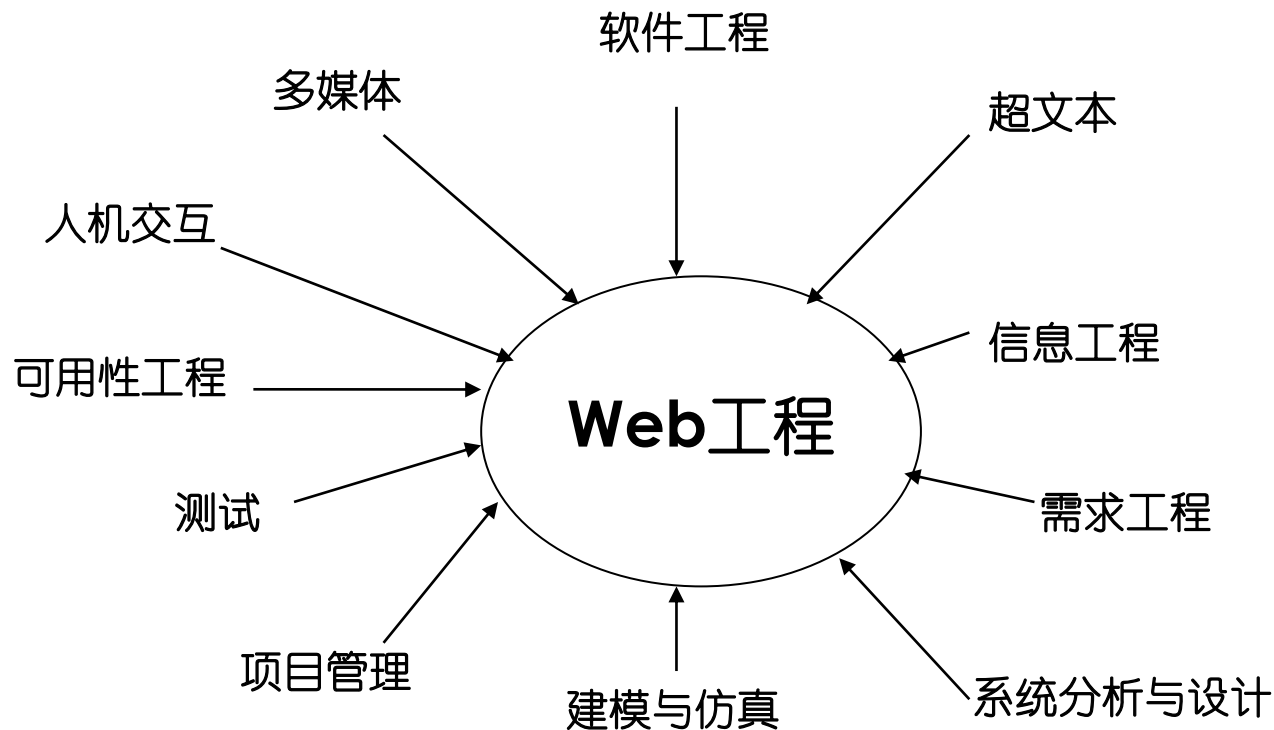 软件工程
多媒体
超文本
人机交互
信息工程
可用性工程
Web工程
测试
需求工程
项目管理
建模与仿真
系统分析与设计